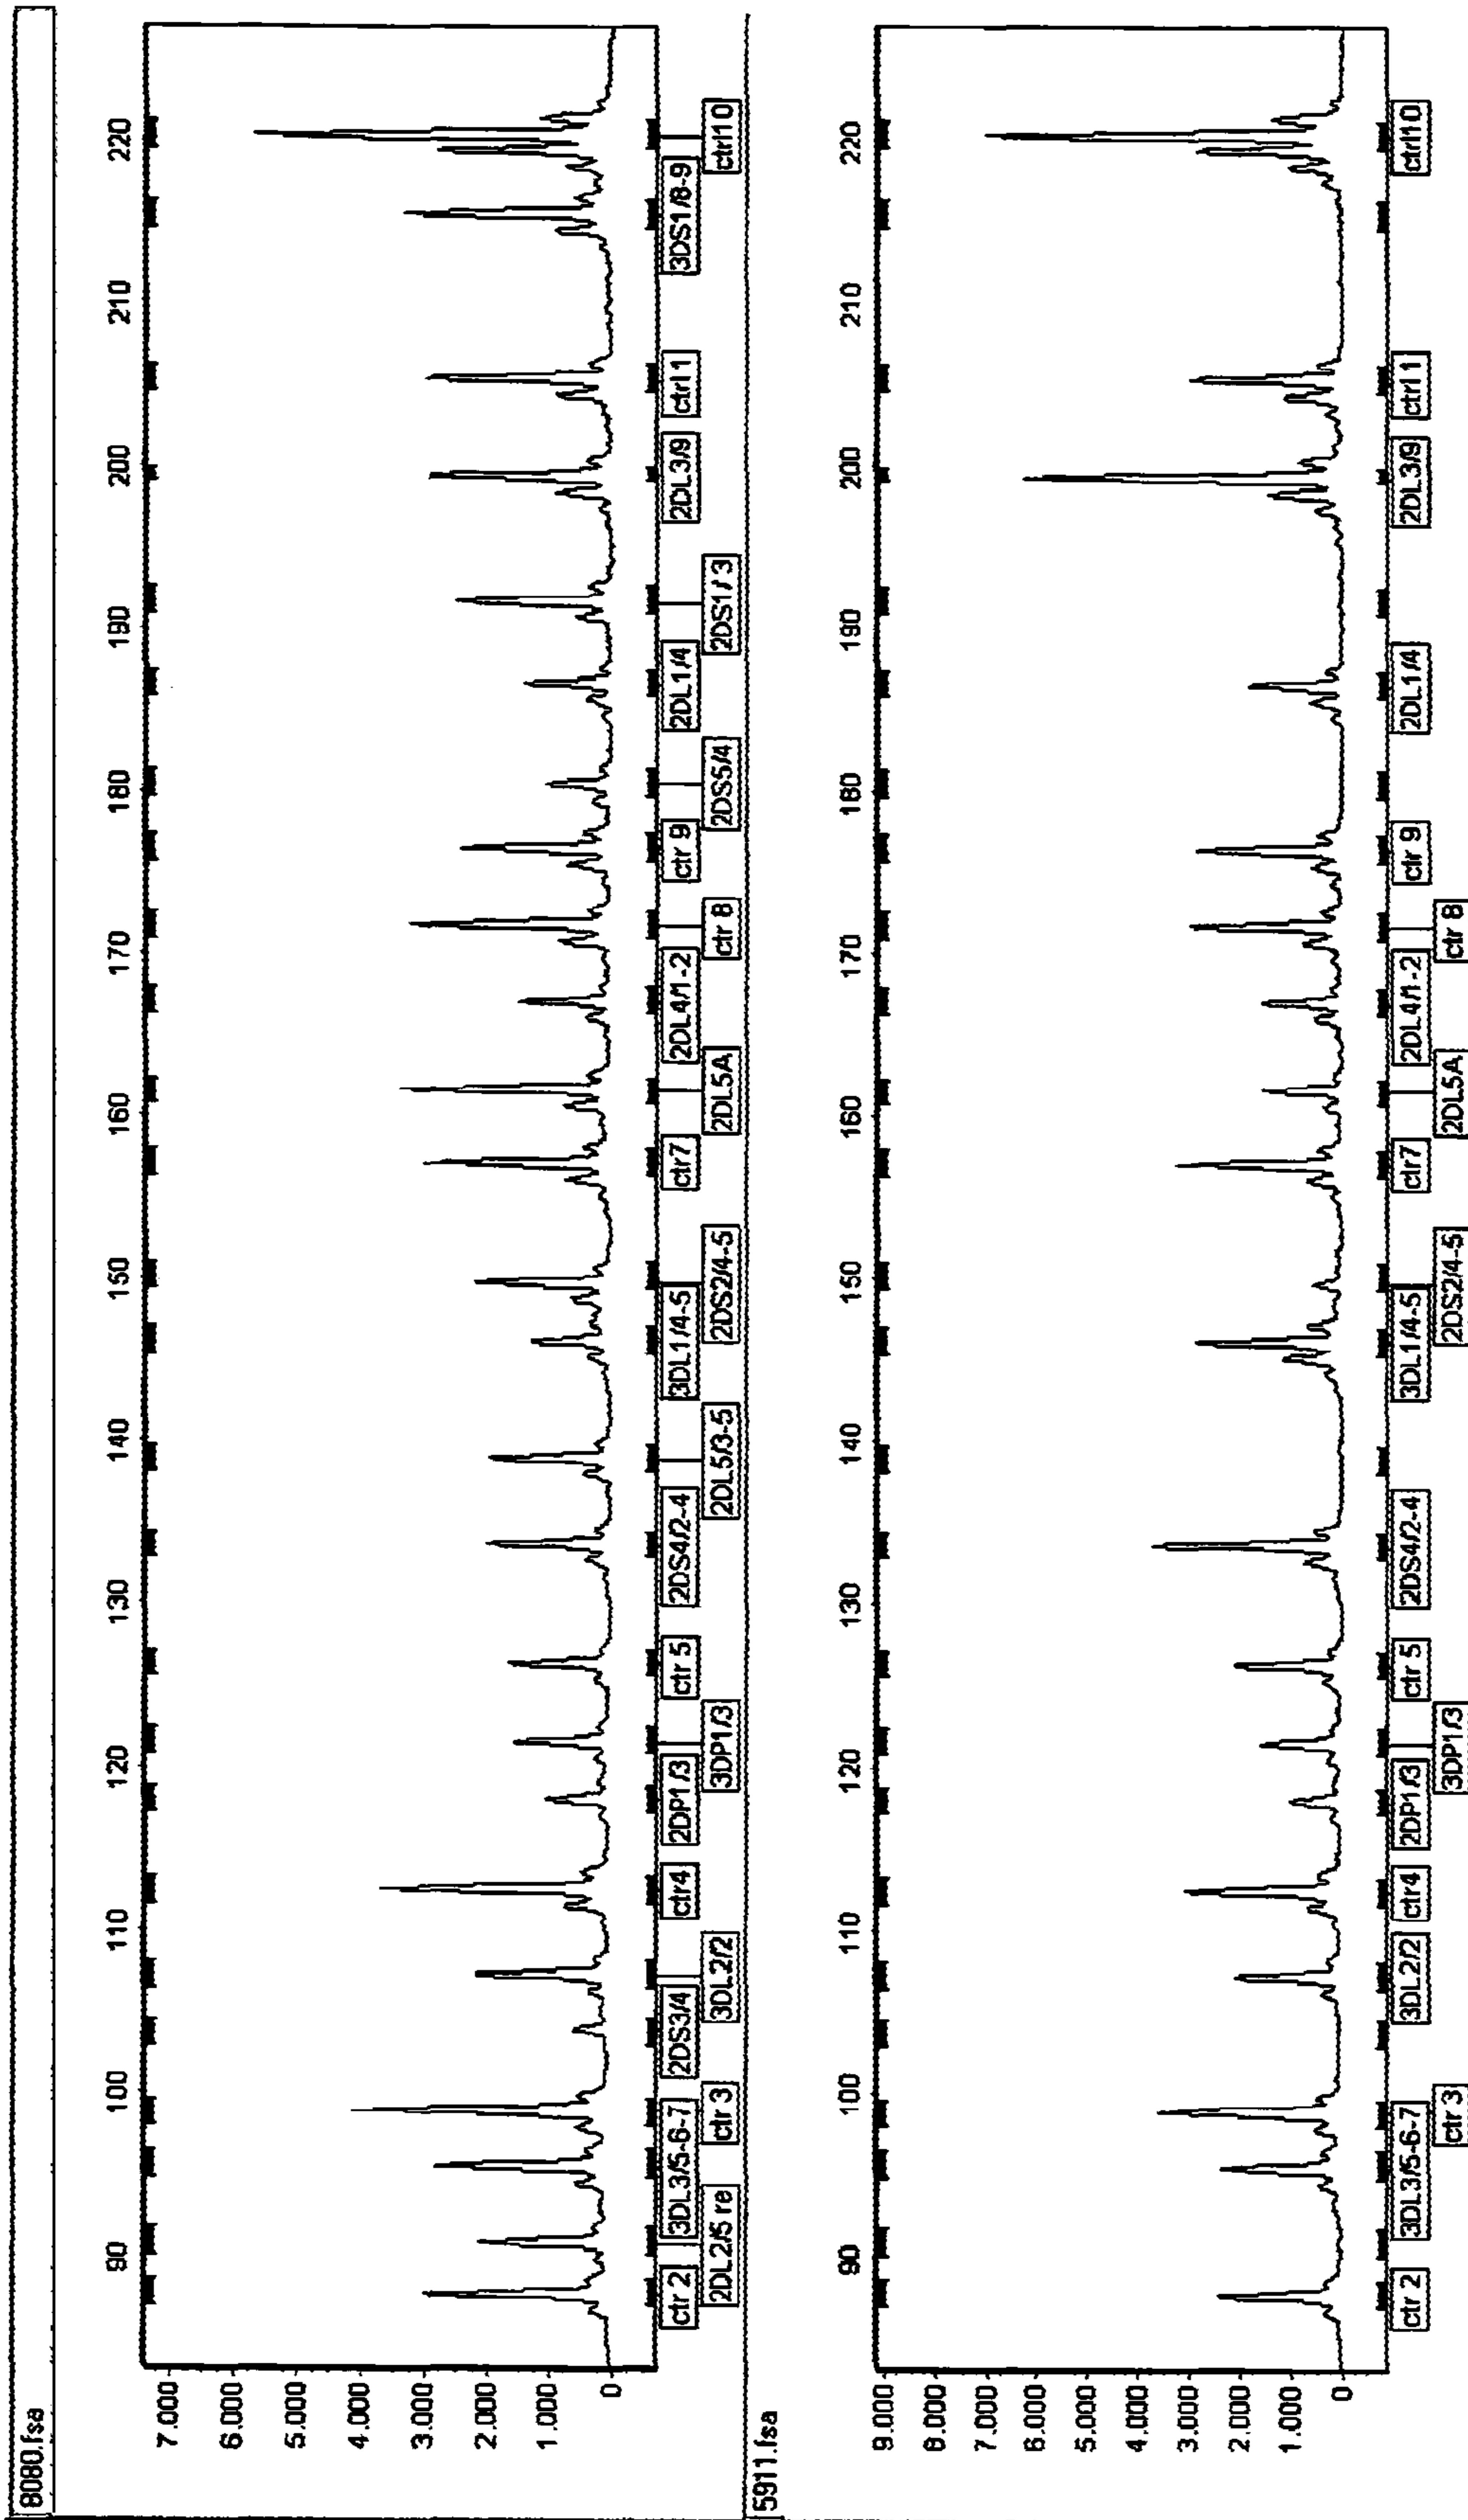 8080.fsa
90 100 110 120 130 140 150 160 170 180 190 200 210 220
7.000
6.000
5.000
4.000
3.000
2.000
1.000
0
ctr 2 3DL3/5-6-7 2DS3/4 ctr4 2DP1/3 ctr 5 2DS4/2-4 3DL1/4-5 ctr7 2DL4/1-2 ctr 9 2DL1/4 2DL3/9 ctrl 1 3DS1/8-9
2DL2/5 re ctr 3 3DL2/2 3DP1/3 2DL5/3-5 2DS2/4-5 2DL5A ctr 8 2DS5/4 2DS1/3 ctrl10
5911.fsa
90 100 110 120 130 140 150 160 170 180 190 200 210 220
9.000
8.000
7.000
6.000
5.000
4.000
3.000
2.000
1.000
0
ctr 2 3DL3/5-6-7 3DL2/2 ctr4 2DP1/3 ctr 5 2DS4/2-4 3DL1/4-5 ctr7 2DL4/1-2 ctr 9 2DL1/4 2DL3/9 ctrl 1 ctrl10
ctr 3 3DP1/3 2DS2/4-5 2DL5A ctr 8